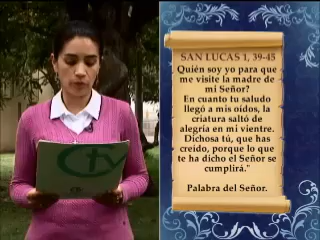 SAN LUCAS 1, 39-45
Quién soy yo para que
me visite la madre de
mi Señor?
En cuanto tu saludo
llegó a mis oídos, la
criatura saltó de
alegría en mi vientre.
Dichosa tú, que has
creído, porque lo que
te ha dicho el Señor se
cumplirá."
Palabra del Señor.
ctv